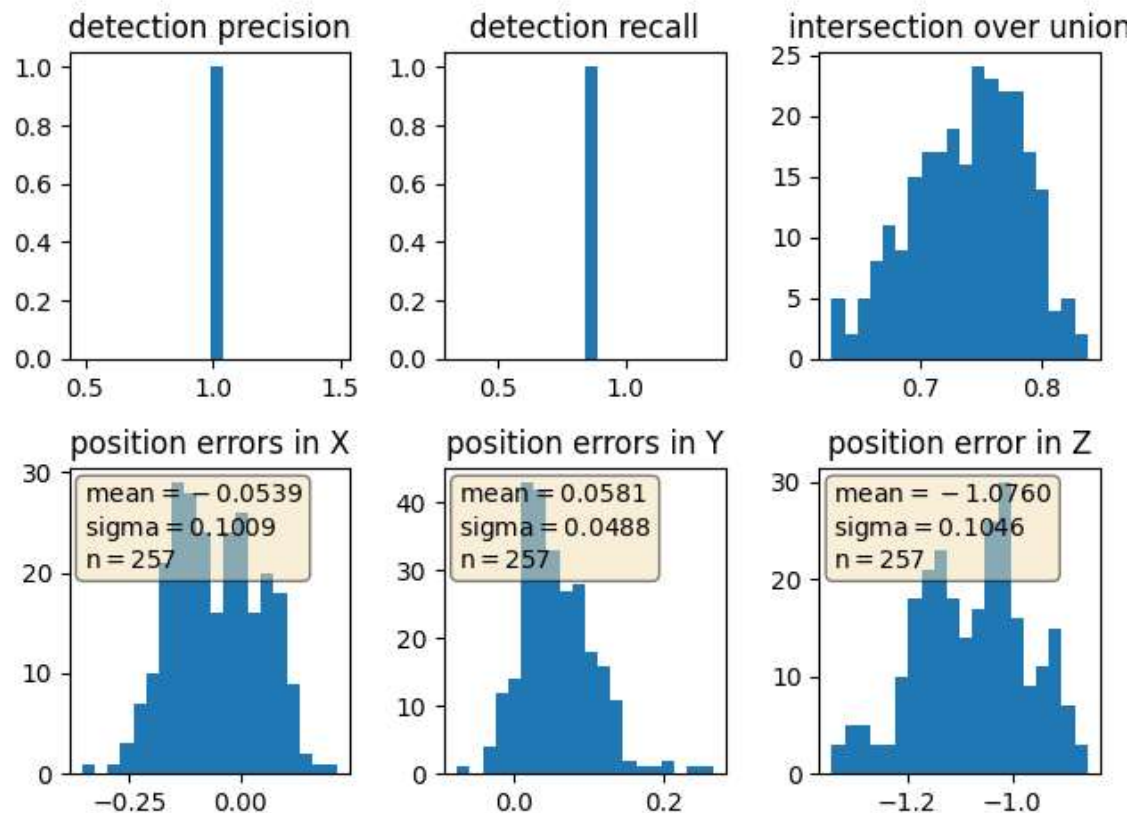 detection precision
detection recall
intersection over union
1.0
0.8
0.6
0.4
0.2
0.0
0.5
1.0
1.5
1.0
0.8
0.6
0.4
0.2
0.0
0.5
1.0
25
20
15
10
5
0
0.7
0.8
position errors in X
position errors in Y
position error in Z
30
20
10
0
mean = −0.0539
sigma = 0.1009
n = 257
−0.25
0.00
40
30
20
10
0
mean = 0.0581
sigma = 0.0488
n = 257
0.0
0.2
30
20
10
0
mean = −1.0760
sigma = 0.1046
n = 257
−1.2
−1.0